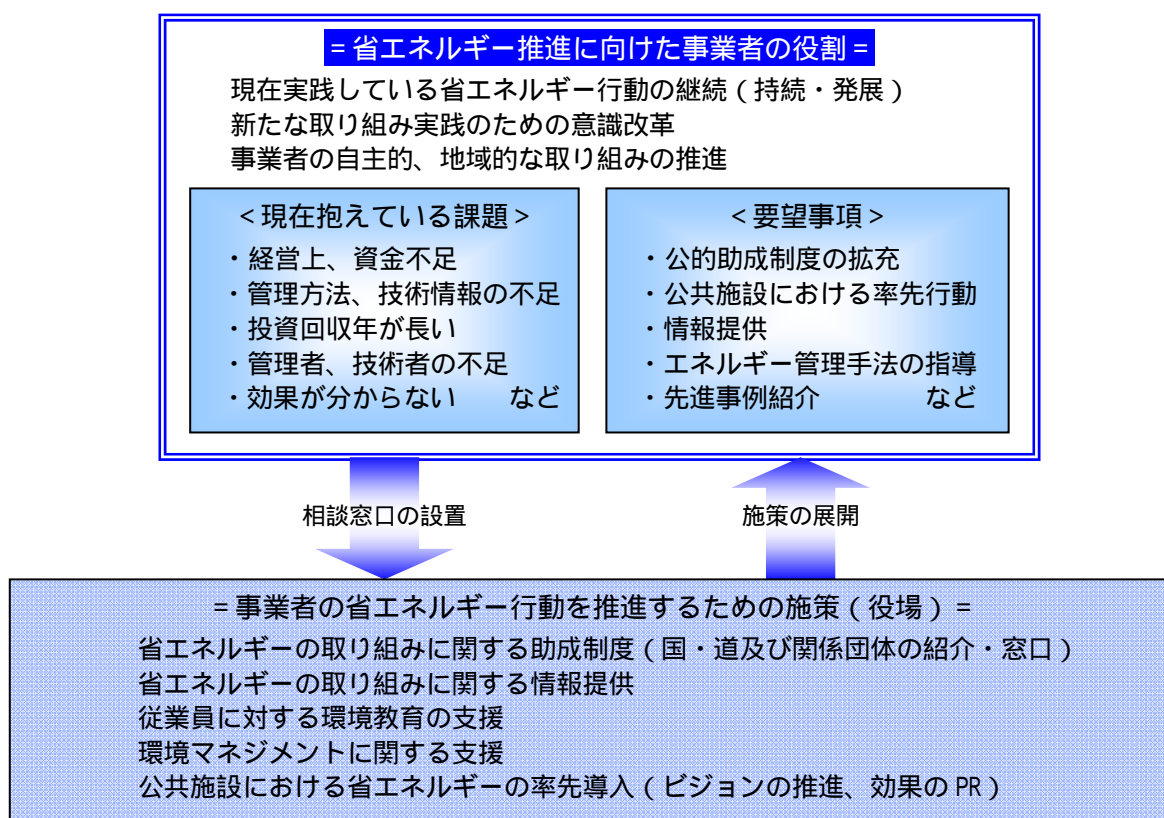 =省エネルギー推進に向けた事業者の役割=
現在実践している省エネルギー行動の継続(持続・発展)
新たな取り組み実践のための意識改革
事業者の自主的、地域的な取り組みの推進
<現在抱えている課題>
・経営上、資金不足
・管理方法、技術情報の不足
・投資回収年が長い
・管理者、技術者の不足
・効果が分からない など
<要望事項>
・公的助成制度の拡充
・公共施設における率先行動
・情報提供
・エネルギー管理手法の指導
・先進事例紹介 など
相談窓口の設置
施策の展開
=事業者の省エネルギー行動を推進するための施策(役場)=
省エネルギーの取り組みに関する助成制度(国・道及び関係団体の紹介・窓口)
省エネルギーの取り組みに関する情報提供
従業員に対する環境教育の支援
環境マネジメントに関する支援
公共施設における省エネルギーの率先導入(ビジョンの推進、効果の PR)